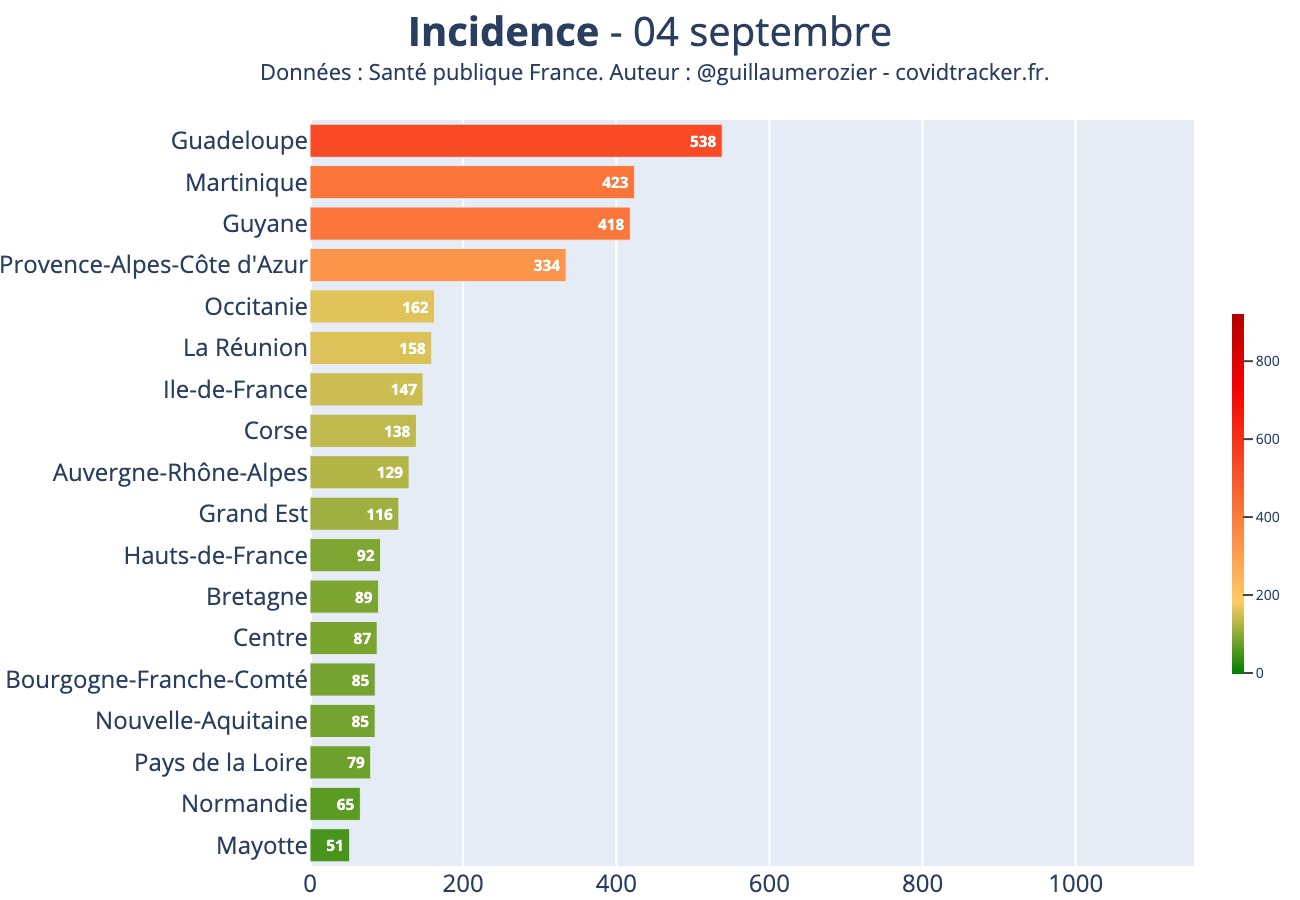 Incidence - 04 septembre
Données : Santé publique France. Auteur : @guillaumerozier - covidtracker.fr.
Guadeloupe 538
Martinique 423
Guyane 418
Provence-Alpes-Côte d'Azur 334
Occitanie 162
La Réunion 158
Ile-de-France 147
Corse 138
Auvergne-Rhône-Alpes 129
Grand Est 116
Hauts-de-France 92
Bretagne 89
Centre 87
Bourgogne-Franche-Comté 85
Nouvelle-Aquitaine 85
Pays de la Loire 79
Normandie 65
Mayotte 51
0 200 400 600 800 1000
800
600
400
200
0